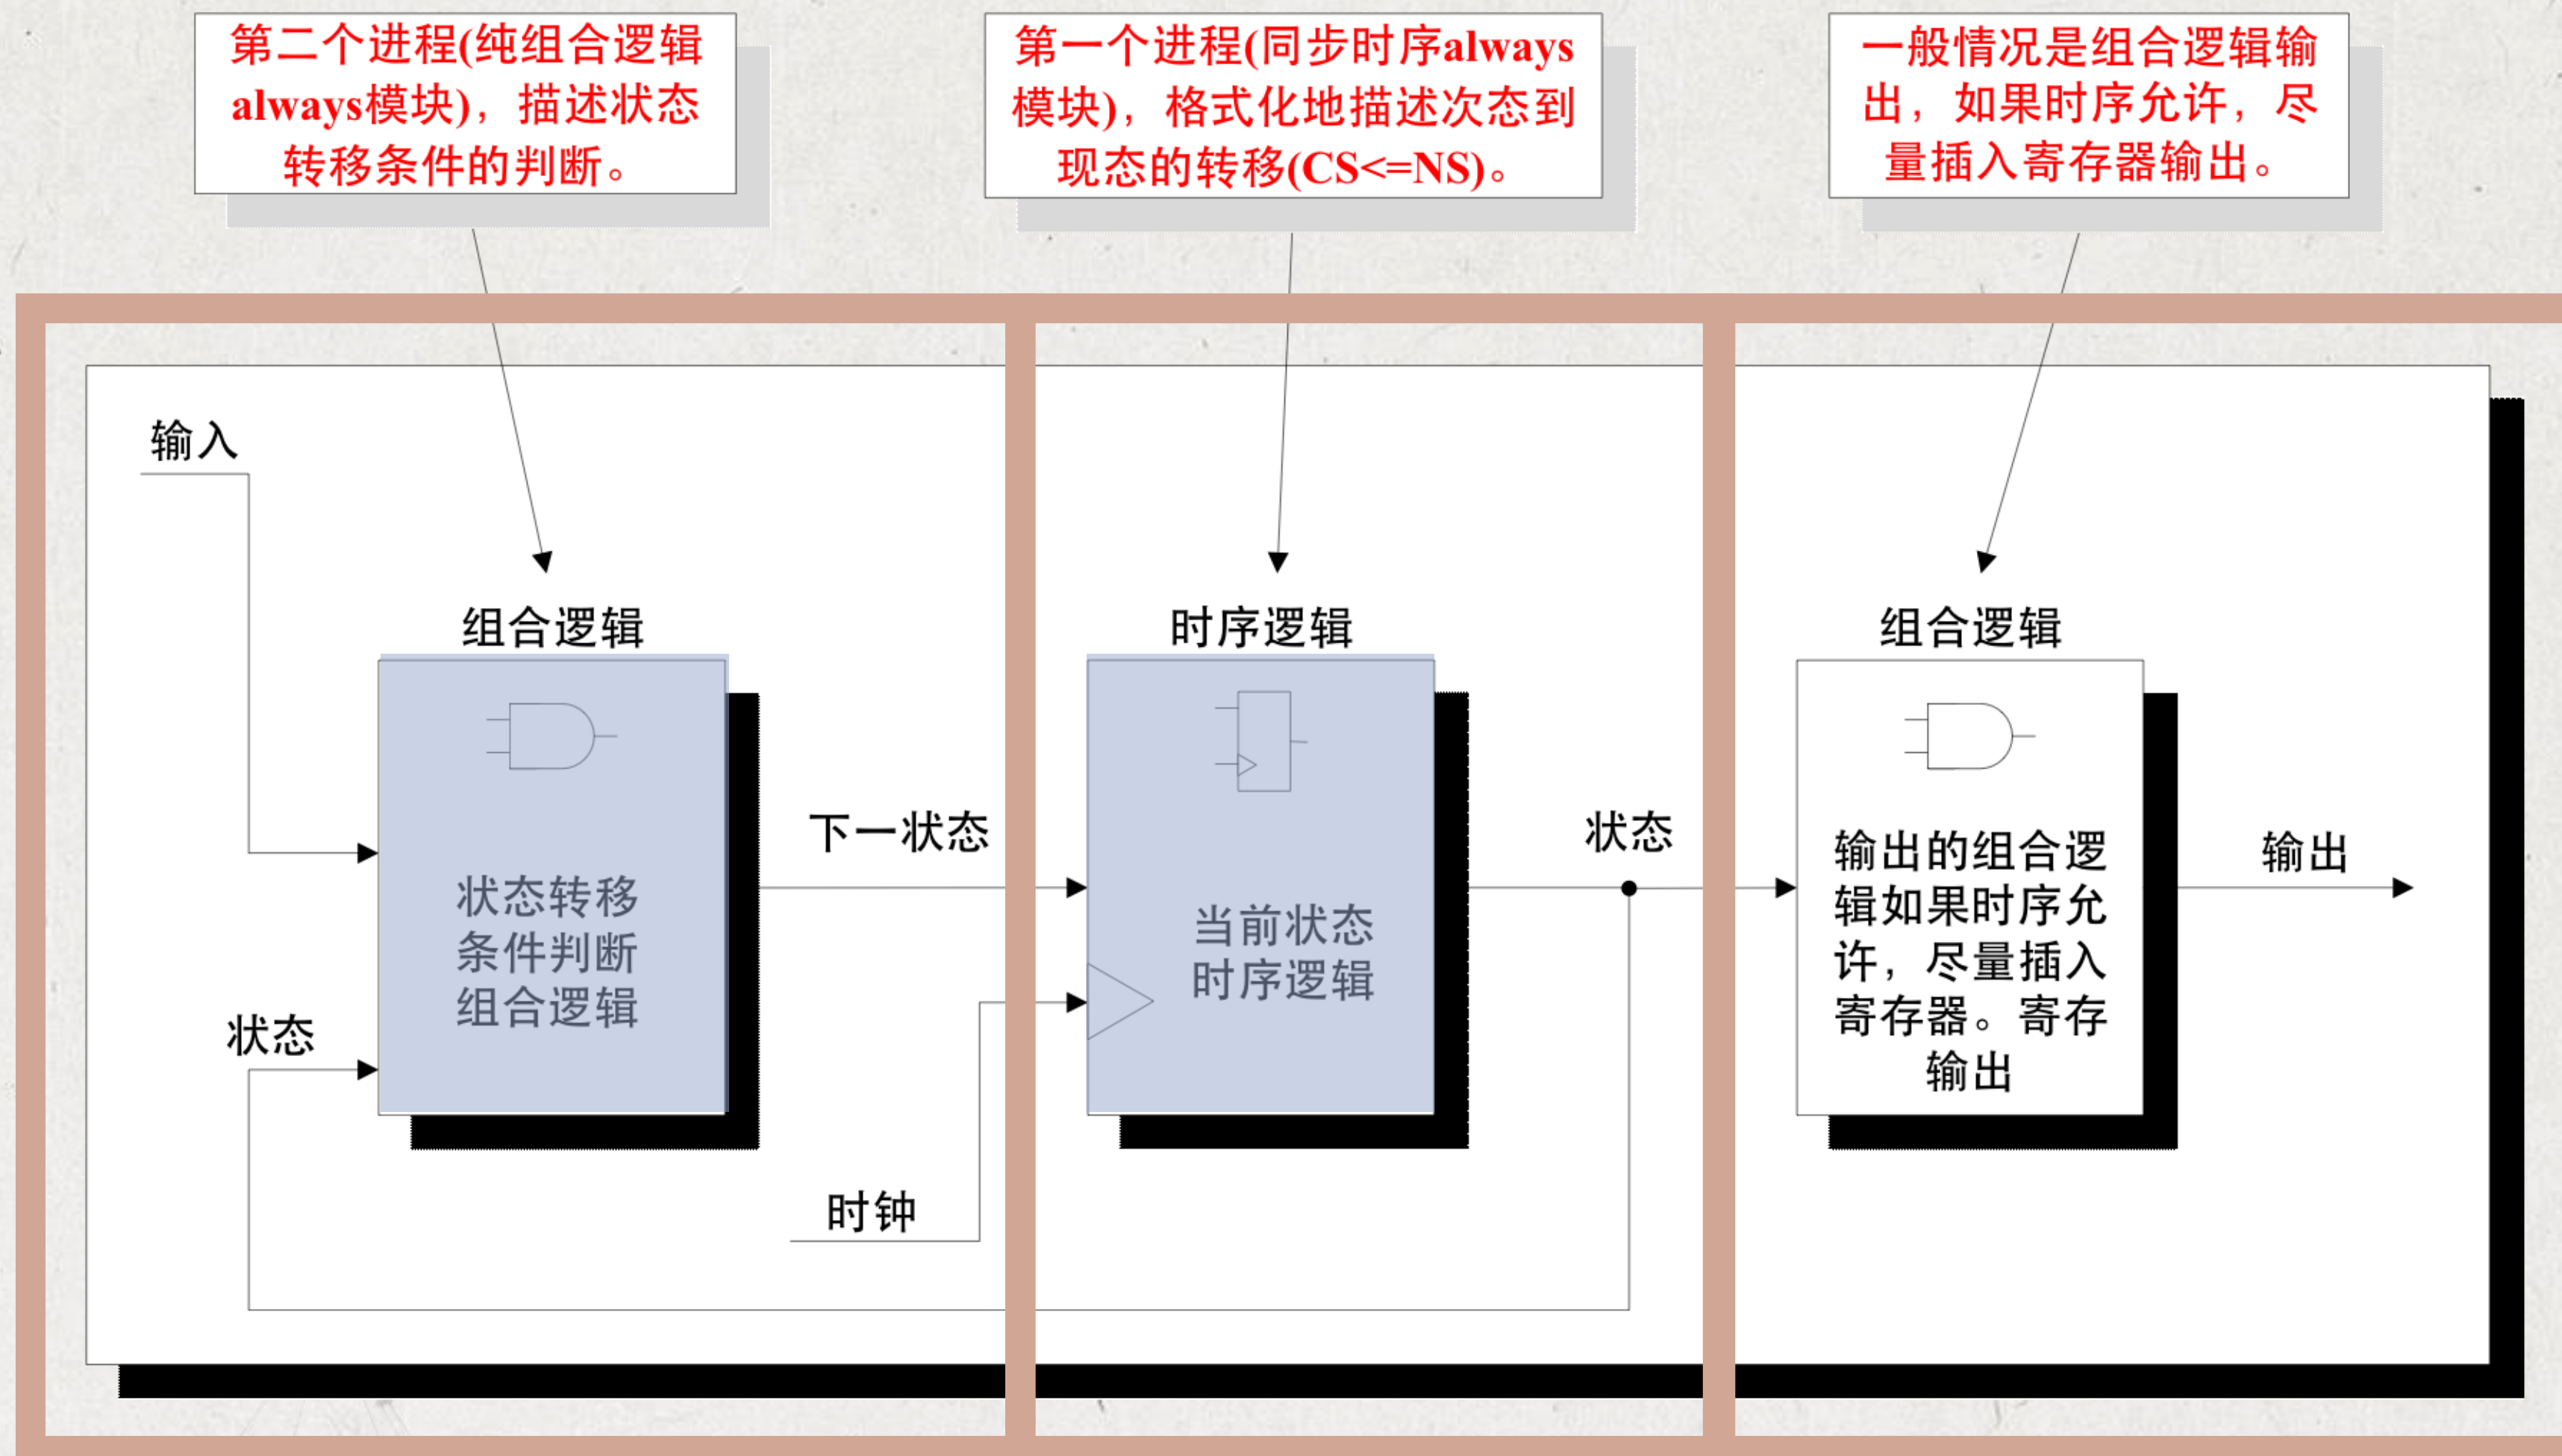 第二个进程(纯组合逻辑
always模块)，描述状态
转移条件的判断。
第一个进程(同步时序always
模块)，格式化地描述次态到
现态的转移(CS<=NS)。
一般情况是组合逻辑输
出，如果时序允许，尽
量插入寄存器输出。
输入
组合逻辑
状态转移
条件判断
组合逻辑
状态
下一状态
时钟
时序逻辑
当前状态
时序逻辑
状态
组合逻辑
输出的组合逻
辑如果时序允
许，尽量插入
寄存器。寄存
输出
输出